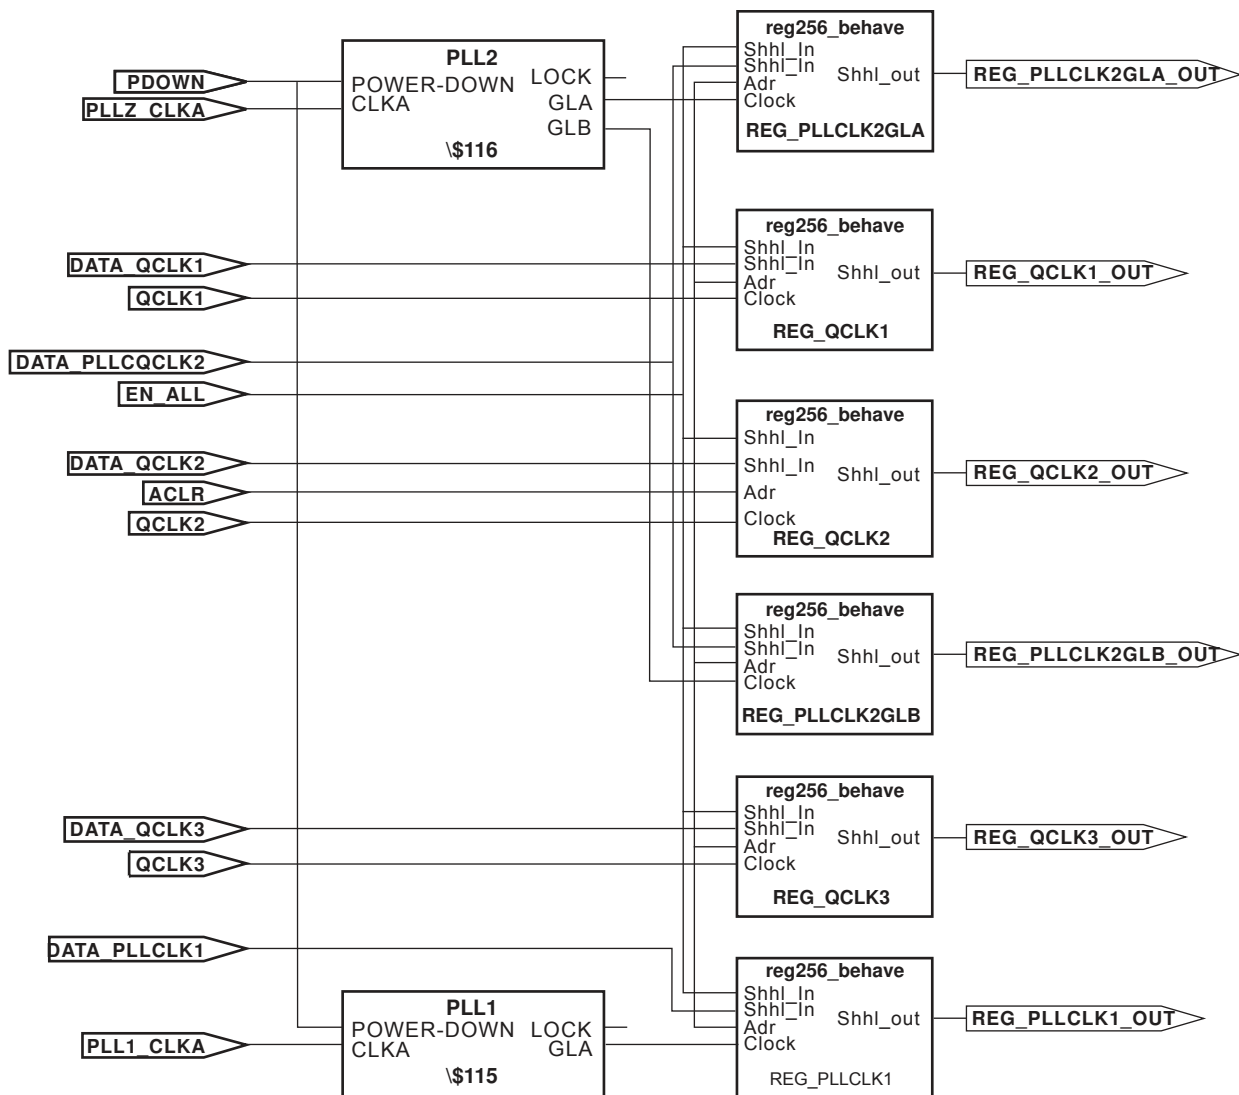 PDOWN
PLLZ_CLKA
PLL2
POWER-DOWN
CLKA
LOCK
GLA
GLB
\$116
reg256_behave
Shhl_In
Shhl_In
Adr
Clock
Shhl_out
REG_PLLCLK2GLA
REG_PLLCLK2GLA_OUT
DATA_QCLK1
QCLK1
reg256_behave
Shhl_In
Shhl_In
Adr
Clock
Shhl_out
REG_QCLK1
REG_QCLK1_OUT
DATA_PLLCQCLK2
EN_ALL
DATA_QCLK2
ACLR
QCLK2
reg256_behave
Shhl_In
Shhl_In
Adr
Clock
Shhl_out
REG_QCLK2
REG_QCLK2_OUT
reg256_behave
Shhl_In
Shhl_In
Adr
Clock
Shhl_out
REG_PLLCLK2GLB
REG_PLLCLK2GLB_OUT
DATA_QCLK3
QCLK3
reg256_behave
Shhl_In
Shhl_In
Adr
Clock
Shhl_out
REG_QCLK3
REG_QCLK3_OUT
DATA_PLLCLK1
PLL1_CLKA
PLL1
POWER-DOWN
CLKA
LOCK
GLA
\$115
reg256_behave
Shhl_In
Shhl_In
Adr
Clock
Shhl_out
REG_PLLCLK1
REG_PLLCLK1_OUT